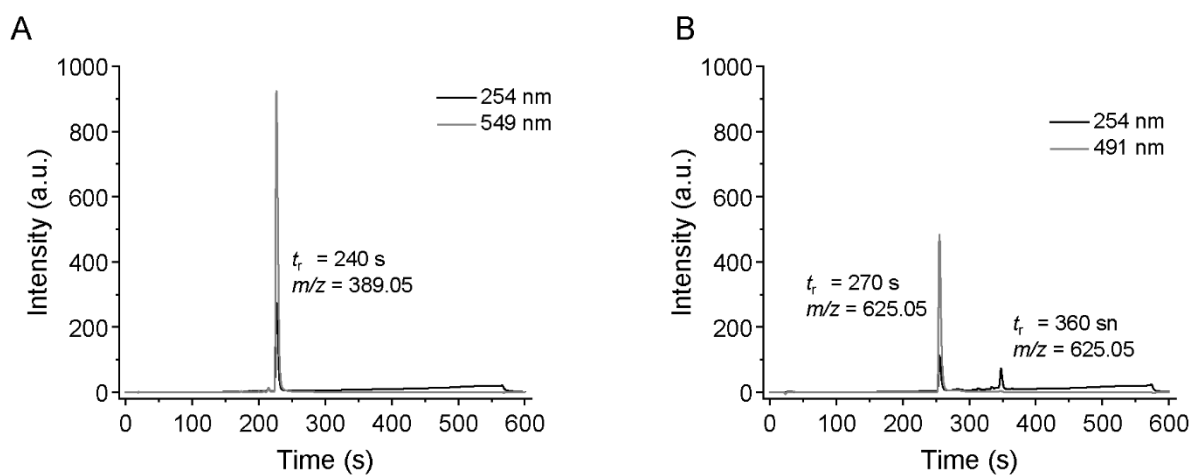 A
B
1000
800
600
400
200
0
Intensity (a.u.)
254 nm
549 nm
tr = 240 s
m/z = 389.05
0 100 200 300 400 500 600
Time (s)
1000
800
600
400
200
0
Intensity (a.u.)
254 nm
491 nm
tr = 270 s
m/z = 625.05
tr = 360 sn
m/z = 625.05
0 100 200 300 400 500 600
Time (s)